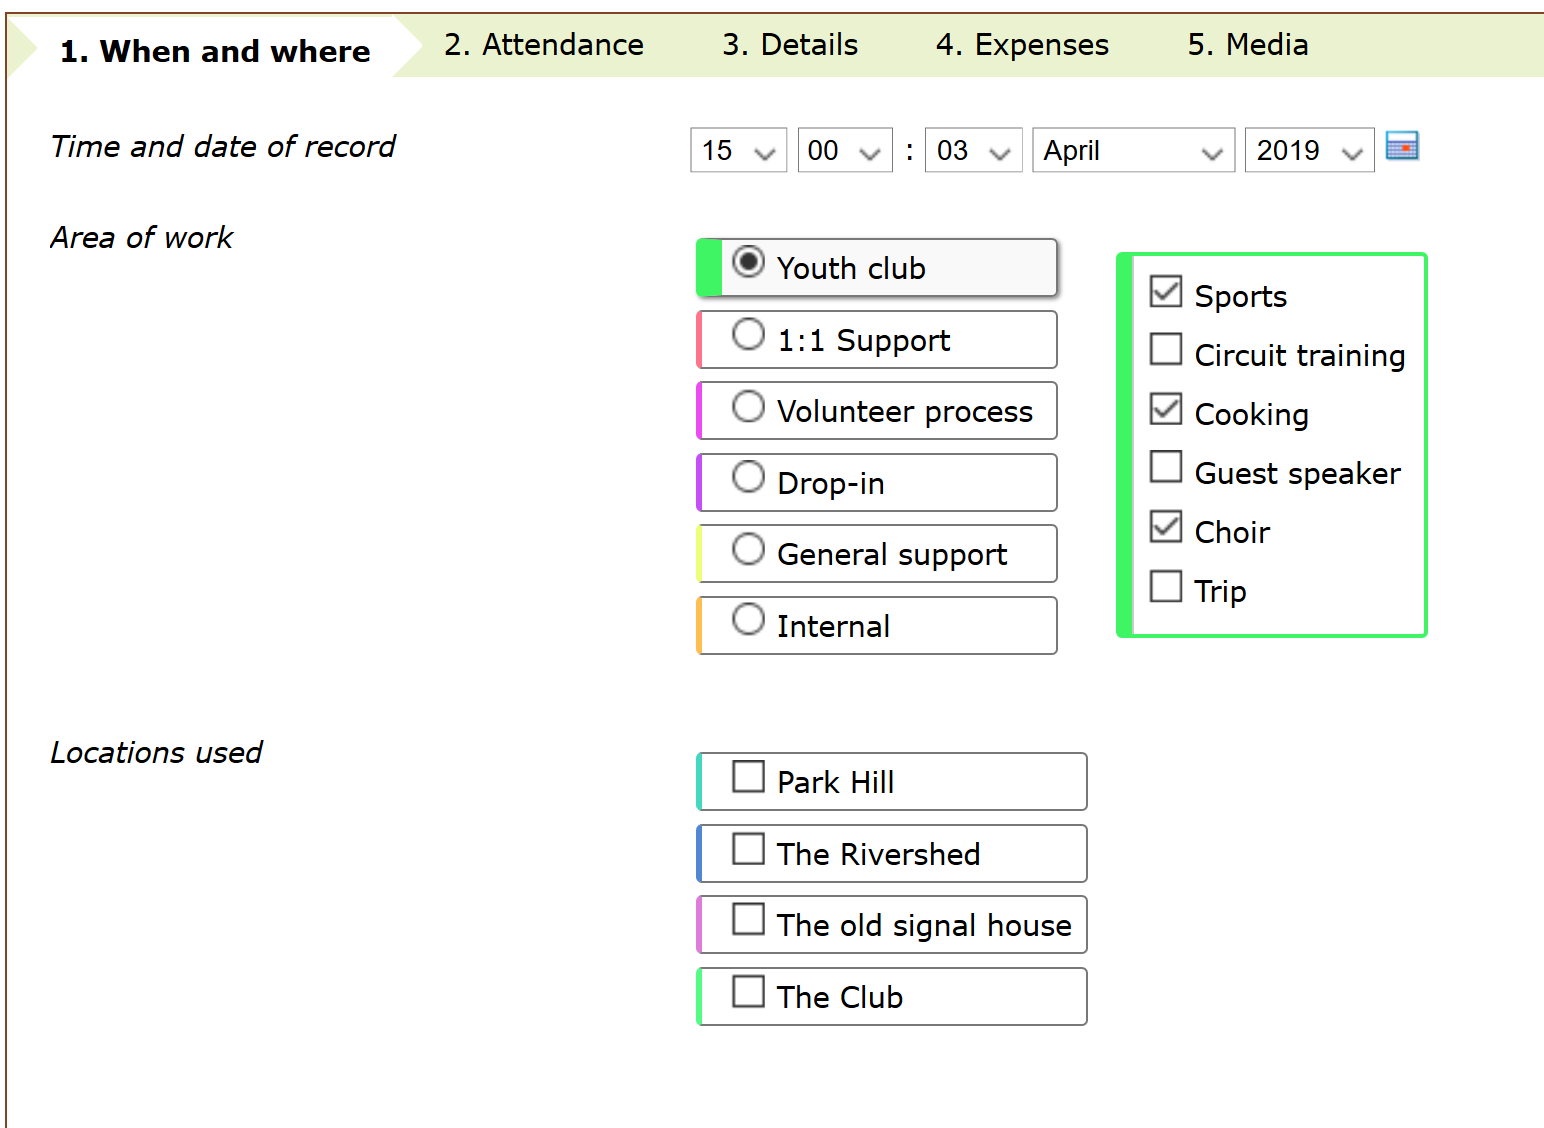 1. When and where 2. Attendance 3. Details 4. Expenses 5. Media
Time and date of record 15 00 : 03 April 2019
Area of work
Youth club
1:1 Support
Volunteer process
Drop-in
General support
Internal
Sports
Circuit training
Cooking
Guest speaker
Choir
Trip
Locations used
Park Hill
The Rivershed
The old signal house
The Club